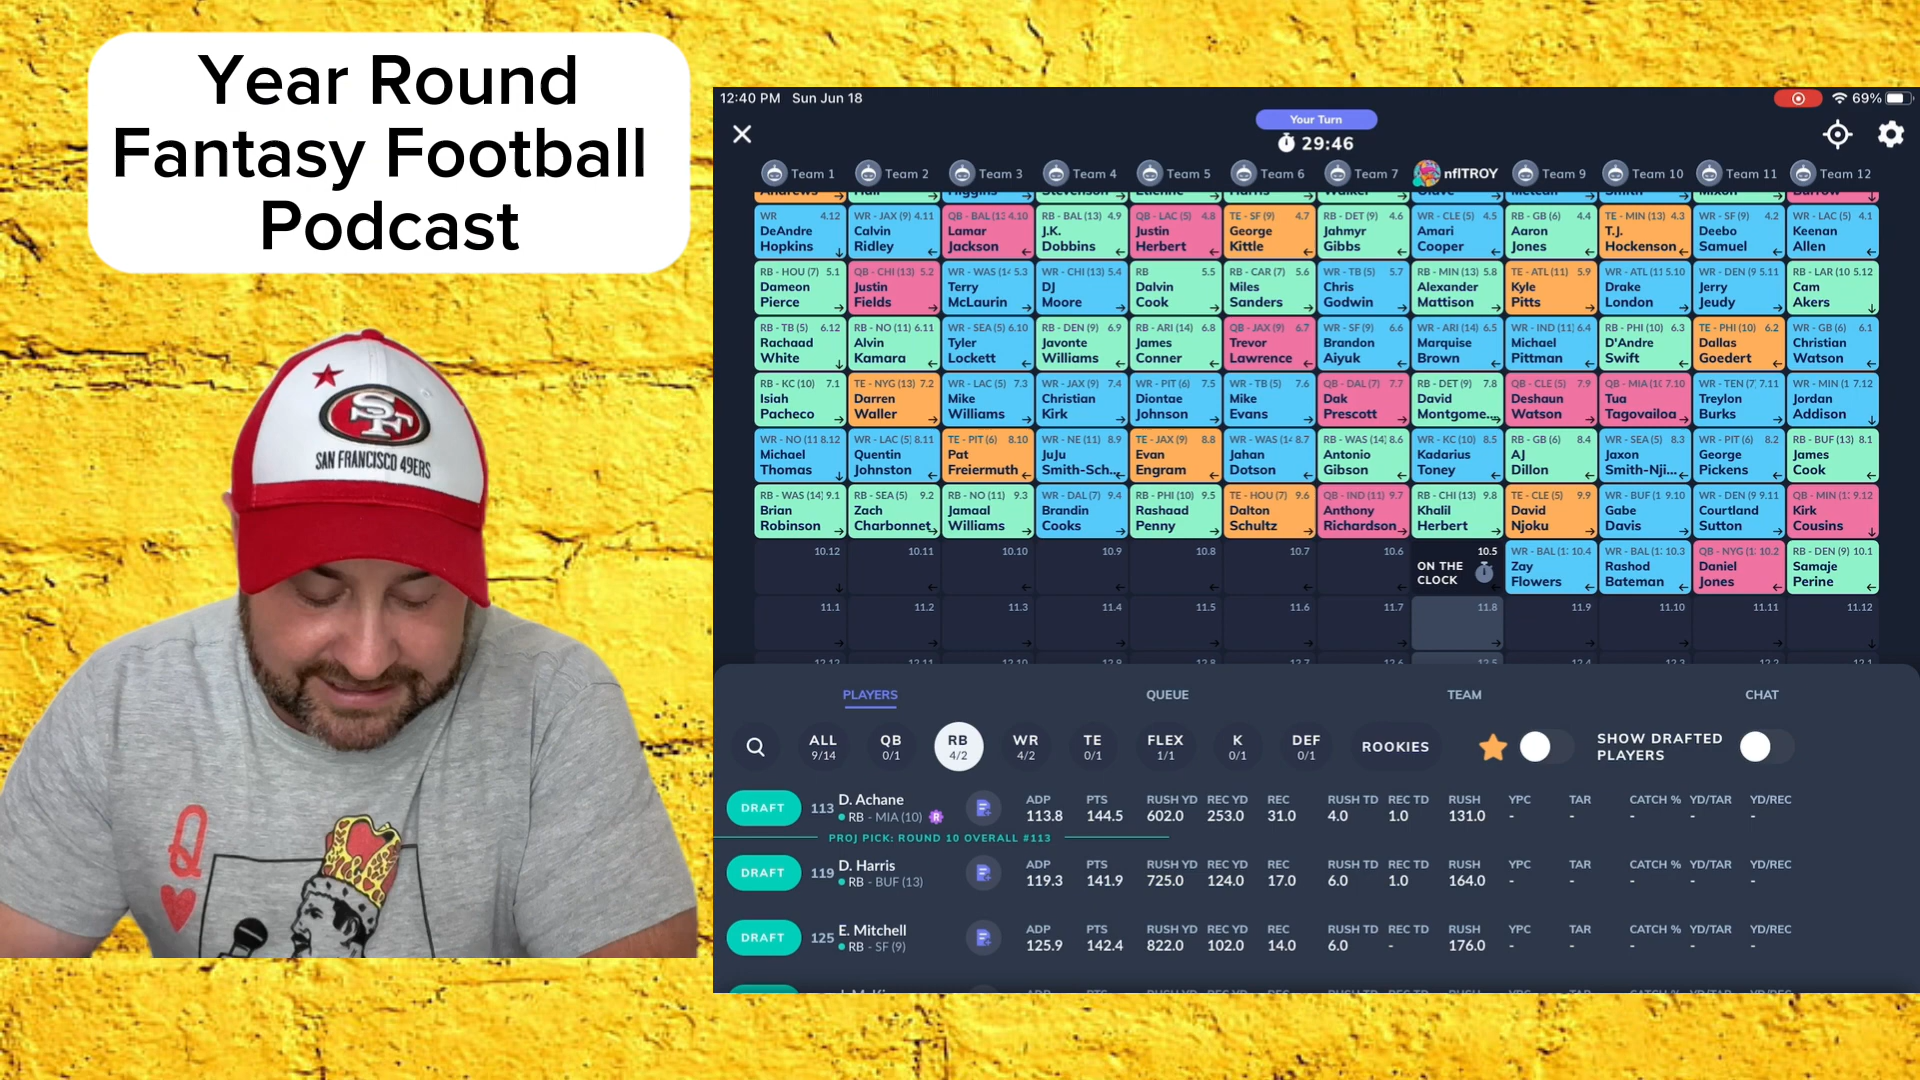 Year Round
Fantasy Football
Podcast
SF
SAN FRANCISCO 49ERS
Q
12:40 PM Sun Jun 18
69%
Your Turn
29:46
Team 1 Team 2 Team 3 Team 4 Team 5 Team 6 Team 7 nflTROY Team 9 Team 10 Team 11 Team 12
WR 4.12 WR - JAX (9) 4.11 QB - BAL (13 4.10 RB - BAL (13) 4.9 QB - LAC (5) 4.8 TE - SF (9) 4.7 RB - DET (9) 4.6 WR - CLE (5) 4.5 RB - GB (6) 4.4 TE - MIN (13) 4.3 WR - SF (9) 4.2 WR - LAC (5) 4.1
DeAndre Calvin Lamar J.K. Justin George Jahmyr Amari Aaron T.J. Deebo Keenan
Hopkins Ridley Jackson Dobbins Herbert Kittle Gibbs Cooper Jones Hockenson Samuel Allen
RB - HOU (7) 5.1 QB - CHI (13) 5.2 WR - WAS (14 5.3 WR - CHI (13) 5.4 RB 5.5 RB - CAR (7) 5.6 WR - TB (5) 5.7 RB - MIN (13) 5.8 TE - ATL (11) 5.9 WR - ATL (11 5.10 WR - DEN (9 5.11 RB - LAR (10 5.12
Dameon Justin Terry DJ Dalvin Miles Chris Alexander Kyle Drake Jerry Cam
Pierce Fields McLaurin Moore Cook Sanders Godwin Mattison Pitts London Jeudy Akers
RB - TB (5) 6.12 RB - NO (11) 6.11 WR - SEA (5) 6.10 RB - DEN (9) 6.9 RB - ARI (14) 6.8 QB - JAX (9) 6.7 WR - SF (9) 6.6 WR - ARI (14) 6.5 WR - IND (11) 6.4 RB - PHI (10) 6.3 TE - PHI (10) 6.2 WR - GB (6) 6.1
Rachaad Alvin Tyler Javonte James Trevor Brandon Marquise Michael D'Andre Dallas Christian
White Kamara Lockett Williams Conner Lawrence Aiyuk Brown Pittman Swift Goedert Watson
RB - KC (10) 7.1 TE - NYG (13) 7.2 WR - LAC (5) 7.3 WR - JAX (9) 7.4 WR - PIT (6) 7.5 WR - TB (5) 7.6 QB - DAL (7) 7.7 RB - DET (9) 7.8 QB - CLE (5) 7.9 QB - MIA (1( 7.10 WR - TEN (7 7.11 WR - MIN (1 7.12
Isiah Darren Mike Christian Diontae Mike Dak David Deshaun Tua Treylon Jordan
Pacheco Waller Williams Kirk Johnson Evans Prescott Montgome... Watson Tagovailoa Burks Addison
WR - NO (11 8.12 WR - LAC (5) 8.11 TE - PIT (6) 8.10 WR - NE (11) 8.9 TE - JAX (9) 8.8 WR - WAS (14 8.7 RB - WAS (14) 8.6 WR - KC (10) 8.5 RB - GB (6) 8.4 WR - SEA (5) 8.3 WR - PIT (6) 8.2 RB - BUF (13) 8.1
Michael Quentin Pat JuJu Evan Jahan Antonio Kadarius AJ Jaxon George James
Thomas Johnston Freiermuth Smith-Sch... Engram Dotson Gibson Toney Dillon Smith-Nji... Pickens Cook
RB - WAS (14) 9.1 RB - SEA (5) 9.2 RB - NO (11) 9.3 WR - DAL (7) 9.4 RB - PHI (10) 9.5 TE - HOU (7) 9.6 QB - IND (11) 9.7 RB - CHI (13) 9.8 TE - CLE (5) 9.9 WR - BUF (1 9.10 WR - DEN (9 9.11 QB - MIN (1: 9.12
Brian Zach Jamaal Brandin Rashaad Dalton Anthony Khalil David Gabe Courtland Kirk
Robinson Charbonnet Williams Cooks Penny Schultz Richardson Herbert Njoku Davis Sutton Cousins
10.12 10.11 10.10 10.9 10.8 10.7 10.6 10.5 WR - BAL (1: 10.4 WR - BAL (1: 10.3 QB - NYG (1: 10.2 RB - DEN (9) 10.1
ON THE Zay Rashod Daniel Samaje
CLOCK Flowers Bateman Jones Perine
11.1 11.2 11.3 11.4 11.5 11.6 11.7 11.8 11.9 11.10 11.11 11.12
PLAYERS QUEUE TEAM CHAT
ALL QB RB WR TE FLEX K DEF ROOKIES SHOW DRAFTED
9/14 0/1 4/2 4/2 0/1 1/1 0/1 0/1 PLAYERS
DRAFT 113 D. Achane ADP PTS RUSH YD REC YD REC RUSH TD REC TD RUSH YPC TAR CATCH % YD/TAR YD/REC
RB - MIA (10) R 113.8 144.5 602.0 253.0 31.0 4.0 1.0 131.0 - - - - -
PROJ PICK: ROUND 10 OVERALL #113
DRAFT 119 D. Harris ADP PTS RUSH YD REC YD REC RUSH TD REC TD RUSH YPC TAR CATCH % YD/TAR YD/REC
RB - BUF (13) 119.3 141.9 725.0 124.0 17.0 6.0 1.0 164.0 - - - - -
DRAFT 125 E. Mitchell ADP PTS RUSH YD REC YD REC RUSH TD REC TD RUSH YPC TAR CATCH % YD/TAR YD/REC
RB - SF (9) 125.9 142.4 822.0 102.0 14.0 6.0 - 176.0 - - - - -